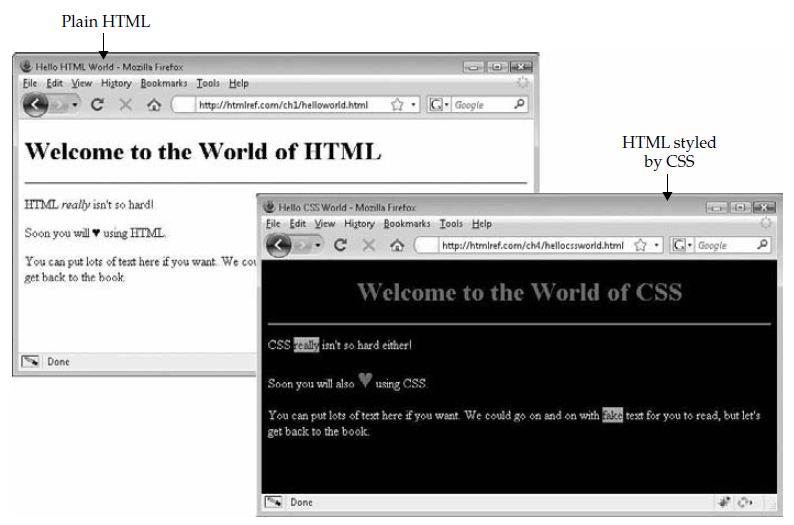 Plain HTML
Hello HTML World - Mozilla Firefox
File Edit View History Bookmarks Tools Help
http://htmlref.com/ch1/helloworld.html
G Google
Welcome to the World of HTML
HTML really isn't so hard!
Soon you will ♥ using HTML.
You can put lots of text here if you want. We cou
get back to the book.
Done
HTML styled
by CSS
Hello CSS World - Mozilla Firefox
File Edit View History Bookmarks Tools Help
http://htmlref.com/ch4/hellocssworld.html
G Google
Welcome to the World of CSS
CSS really isn't so hard either!
Soon you will also ♥ using CSS.
You can put lots of text here if you want. We could go on and on with fake text for you to read, but let's
get back to the book.
Done